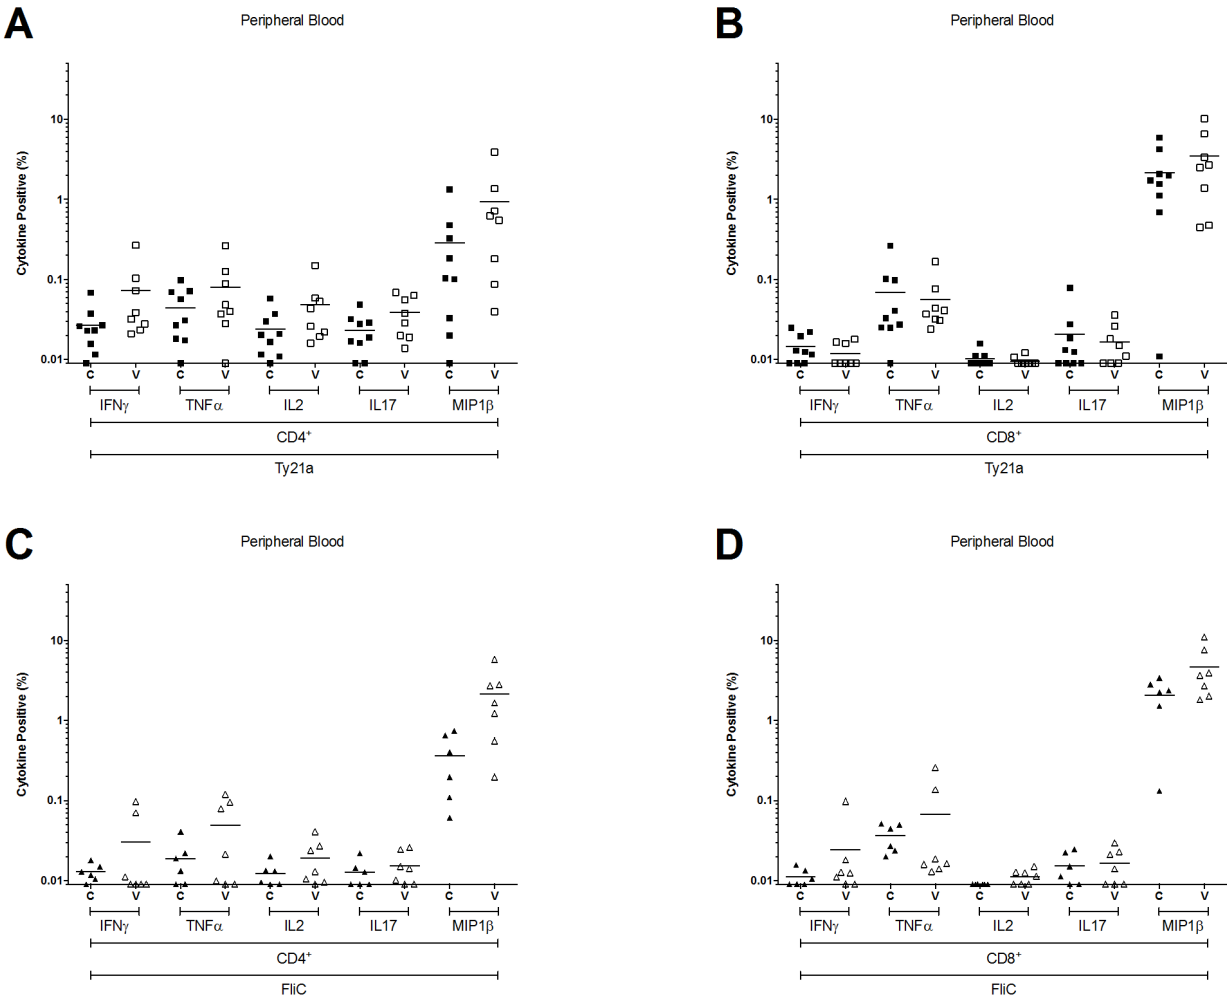 A
Peripheral Blood
Cytokine Positive (%)
10
1
0.1
0.01
C V C V C V C V C V
IFNγ TNFα IL2 IL17 MIP1β
CD4⁺
Ty21a
B
Peripheral Blood
Cytokine Positive (%)
10
1
0.1
0.01
C V C V C V C V C V
IFNγ TNFα IL2 IL17 MIP1β
CD8⁺
Ty21a
C
Peripheral Blood
Cytokine Positive (%)
10
1
0.1
0.01
C V C V C V C V C V
IFNγ TNFα IL2 IL17 MIP1β
CD4⁺
FliC
D
Peripheral Blood
Cytokine Positive (%)
10
1
0.1
0.01
C V C V C V C V C V
IFNγ TNFα IL2 IL17 MIP1β
CD8⁺
FliC